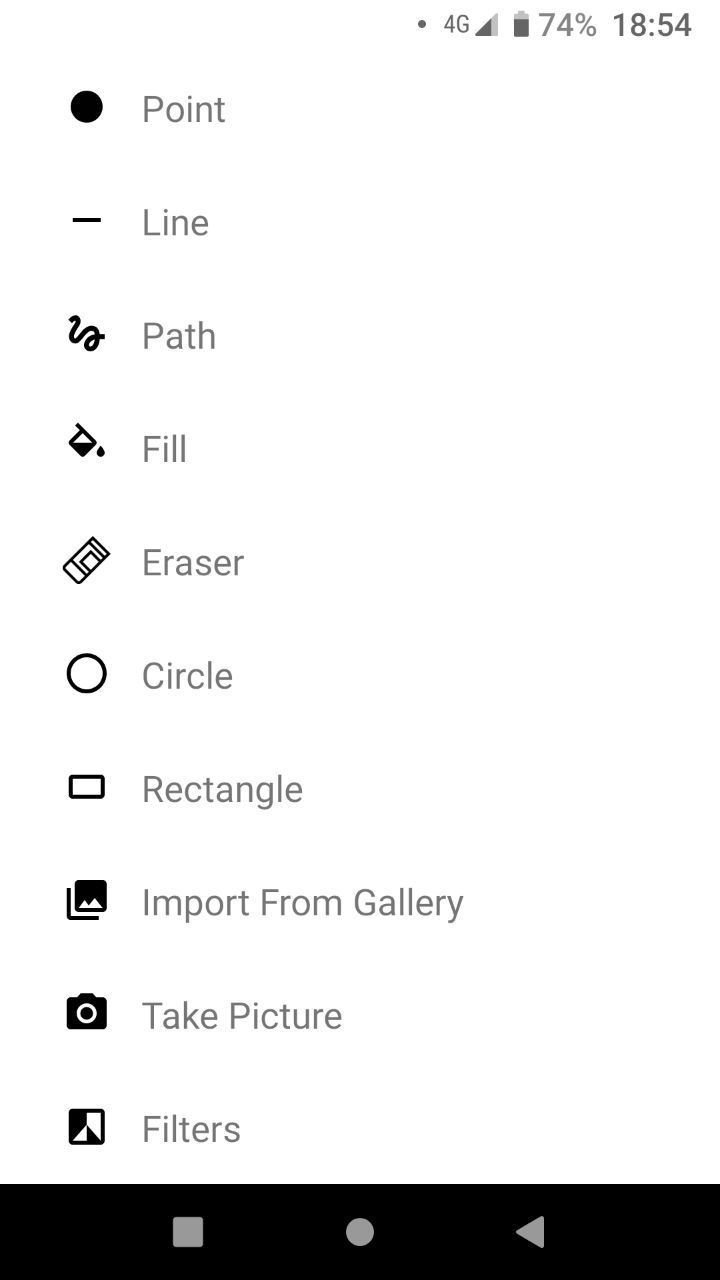 4G 74% 18:54
Point
Line
Path
Fill
Eraser
Circle
Rectangle
Import From Gallery
Take Picture
Filters